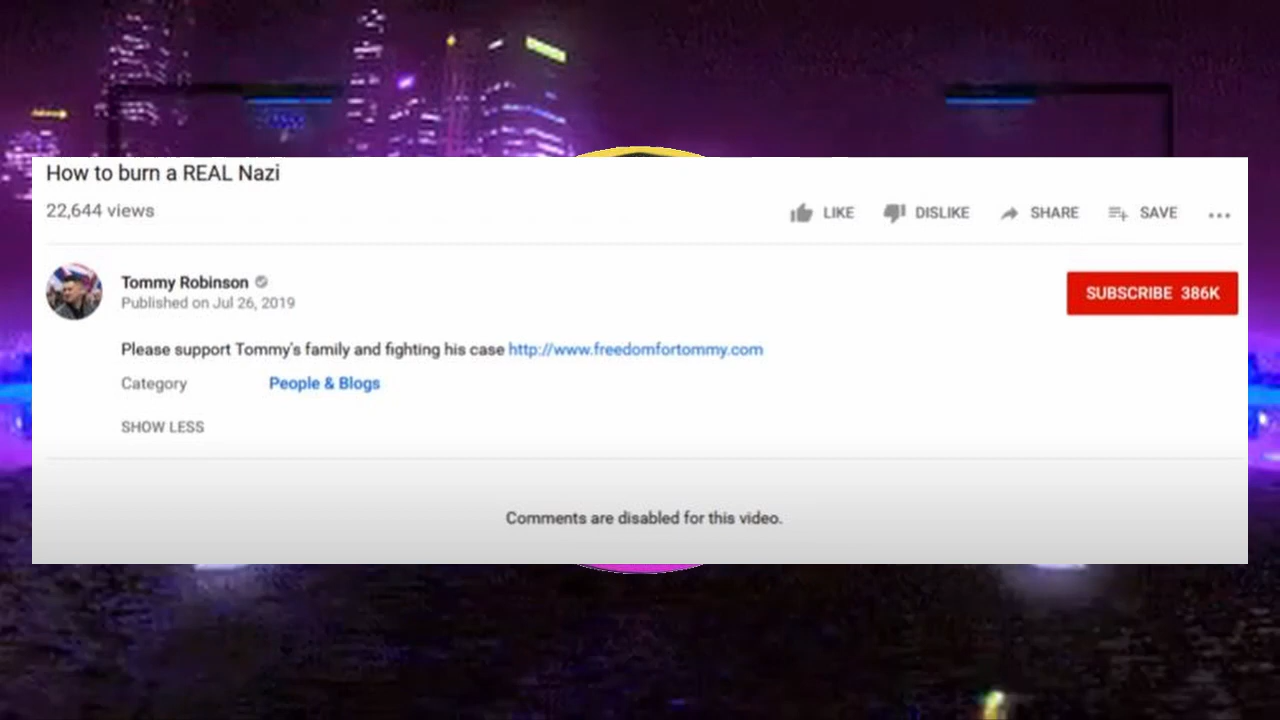 How to burn a REAL Nazi
22,644 views
LIKE DISLIKE SHARE SAVE
Tommy Robinson
SUBSCRIBE 386K
Published on Jul 26, 2019
Please support Tommy's family and fighting his case http://www.freedomfortommy.com
Category People & Blogs
SHOW LESS
Comments are disabled for this video.